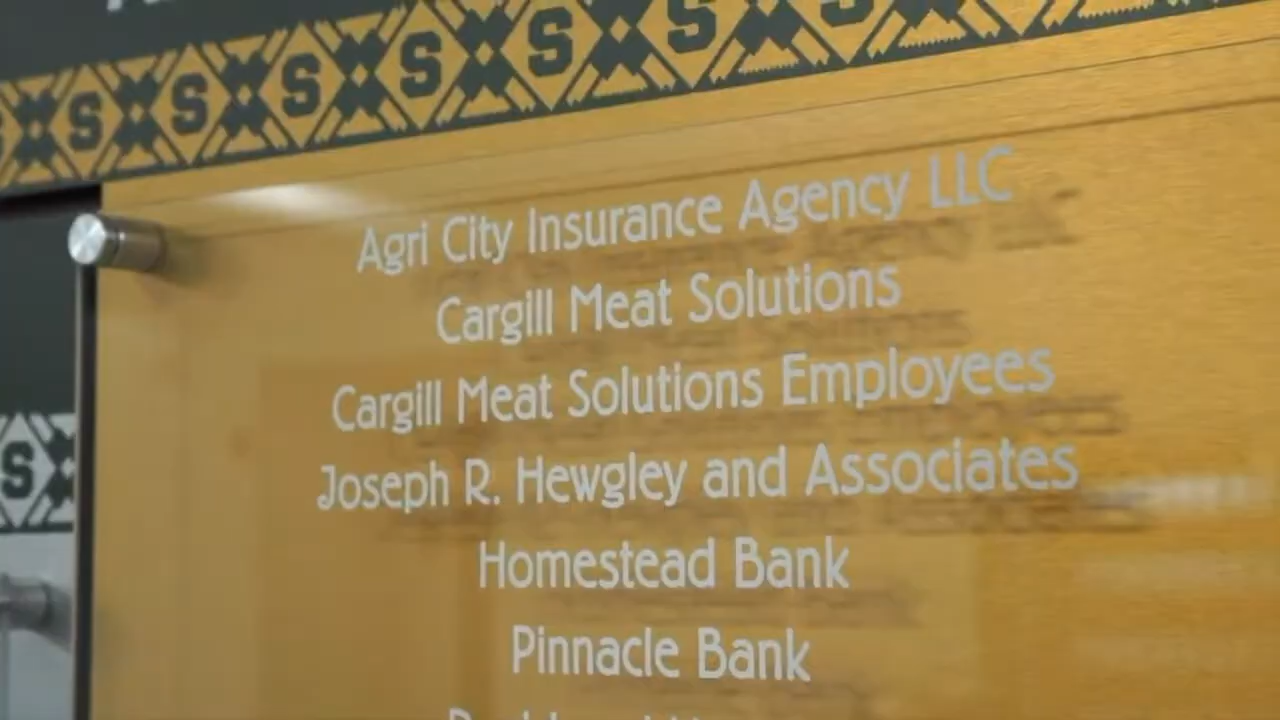 S S S S S S S
Agri City Insurance Agency LLC
Cargill Meat Solutions
Cargill Meat Solutions Employees
Joseph R. Hewgley and Associates
Homestead Bank
Pinnacle Bank
S